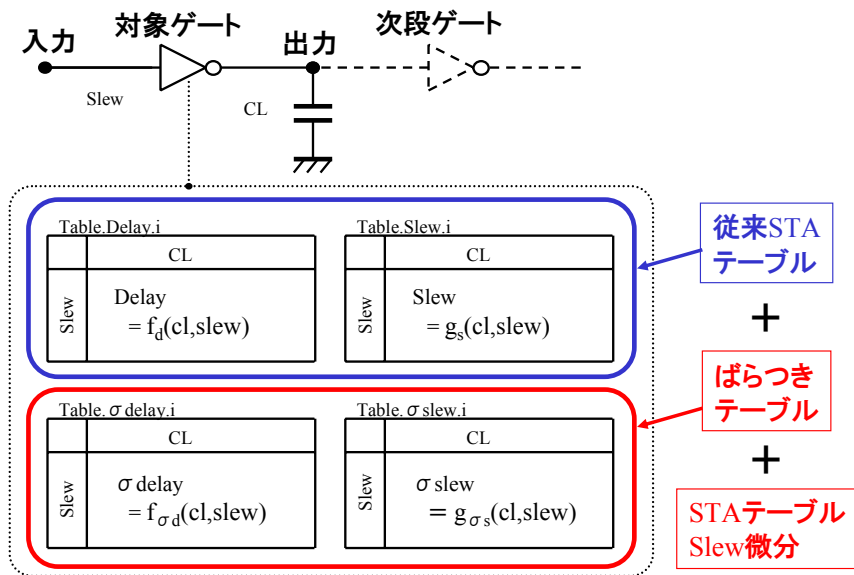 入力
対象ゲート
出力
次段ゲート
Slew
CL
Table.Delay.i
CL
Slew
Delay
= fd(cl,slew)
Table.Slew.i
CL
Slew
Slew
= gs(cl,slew)
従来STA
テーブル
+
Table.σdelay.i
CL
Slew
σdelay
= fσd(cl,slew)
Table.σslew.i
CL
Slew
σslew
= gσs(cl,slew)
ばらつき
テーブル
+
STAテーブル
Slew微分